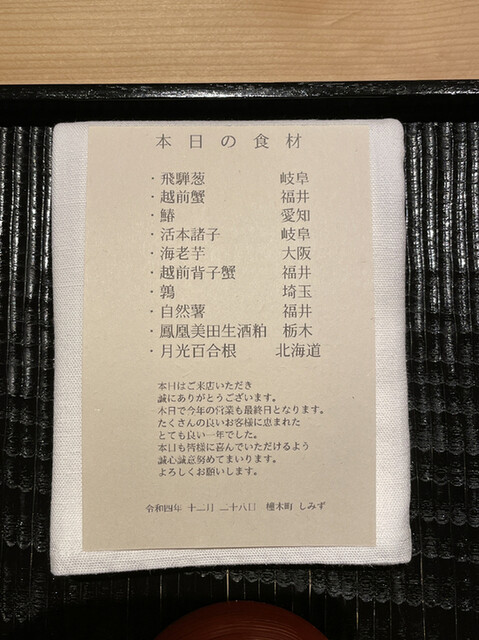 本日の食材
・飛騨葱 岐阜
・越前蟹 福井
・鰆 愛知
・活本諸子 岐阜
・海老芋 大阪
・越前背子蟹 福井
・鶉 埼玉
・自然薯 福井
・鳳凰美田生酒粕 栃木
・月光百合根 北海道
本日はご来店いただき
誠にありがとうございます。
本日で今年の営業も最終日となります。
たくさんの良いお客様に恵まれた
とても良い一年でした。
本日も皆様に喜んでいただけるよう
誠心誠意努めてまいります。
よろしくお願いします。
令和四年 十二月 二十八日 橦木町 しみず